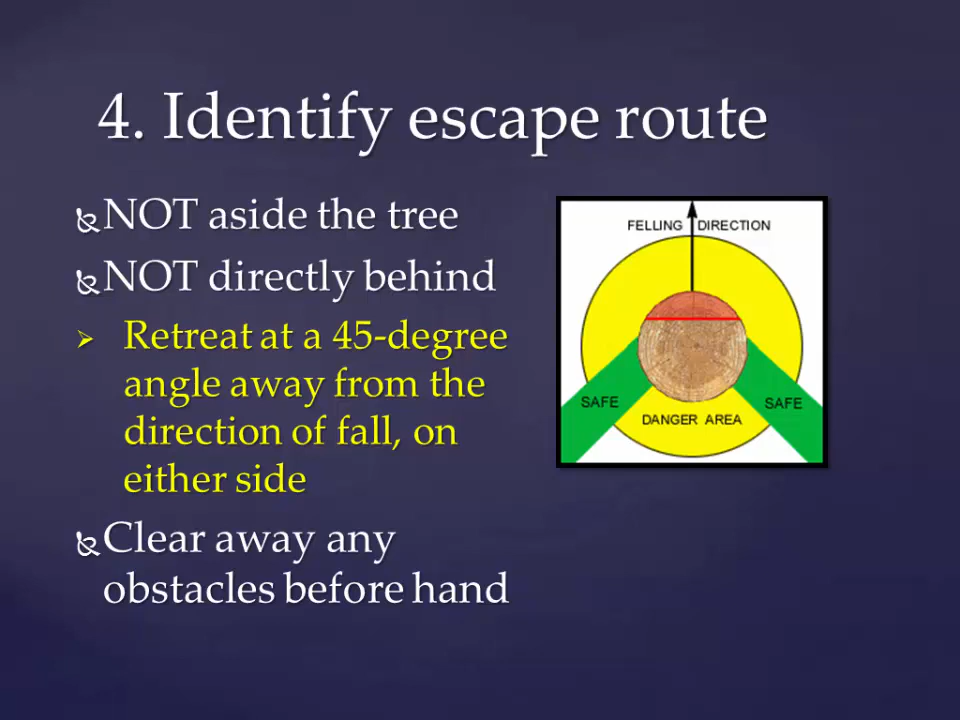 4. Identify escape route
NOT aside the tree
NOT directly behind
Retreat at a 45-degree
angle away from the
direction of fall, on
either side
Clear away any
obstacles before hand
FELLING DIRECTION
SAFE
SAFE
DANGER AREA